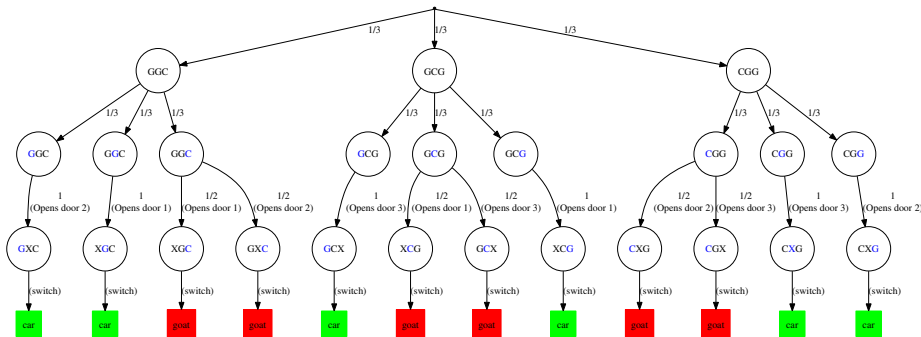 1/3 1/3 1/3
GGC GCG CGG
1/3 1/3 1/3 1/3 1/3 1/3 1/3 1/3 1/3
GGC GGC GGC GCG GCG GCG CGG CGG CGG
1 1 1/2 1/2 1 1/2 1/2 1 1/2 1/2 1 1
(Opens door 2) (Opens door 1) (Opens door 1) (Opens door 2) (Opens door 3) (Opens door 1) (Opens door 3) (Opens door 1) (Opens door 2) (Opens door 3) (Opens door 3) (Opens door 2)
GXC XGC XGC GXC GCX XCG GCX XCG CXG CGX CXG CXG
(switch) (switch) (switch) (switch) (switch) (switch) (switch) (switch) (switch) (switch) (switch) (switch)
car car goat goat car goat goat car goat goat car car